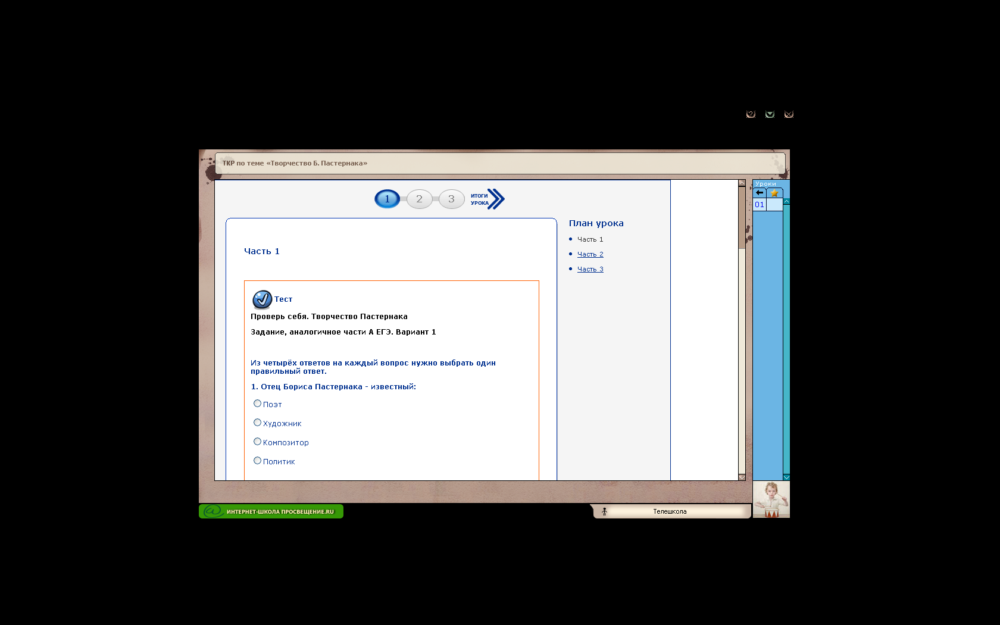 ?
ТКР по теме «Творчество Б. Пастернака»
1
2
3
ИТОГИ
УРОКА
Уроки
01
План урока
Часть 1
Часть 2
Часть 3
Часть 1
Тест
Проверь себя. Творчество Пастернака
Задание, аналогичное части А ЕГЭ. Вариант 1
Из четырёх ответов на каждый вопрос нужно выбрать один
правильный ответ.
1. Отец Бориса Пастернака - известный:
Поэт
Художник
Композитор
Политик
@ ИНТЕРНЕТ-ШКОЛА ПРОСВЕЩЕНИЕ.RU
Телешкола